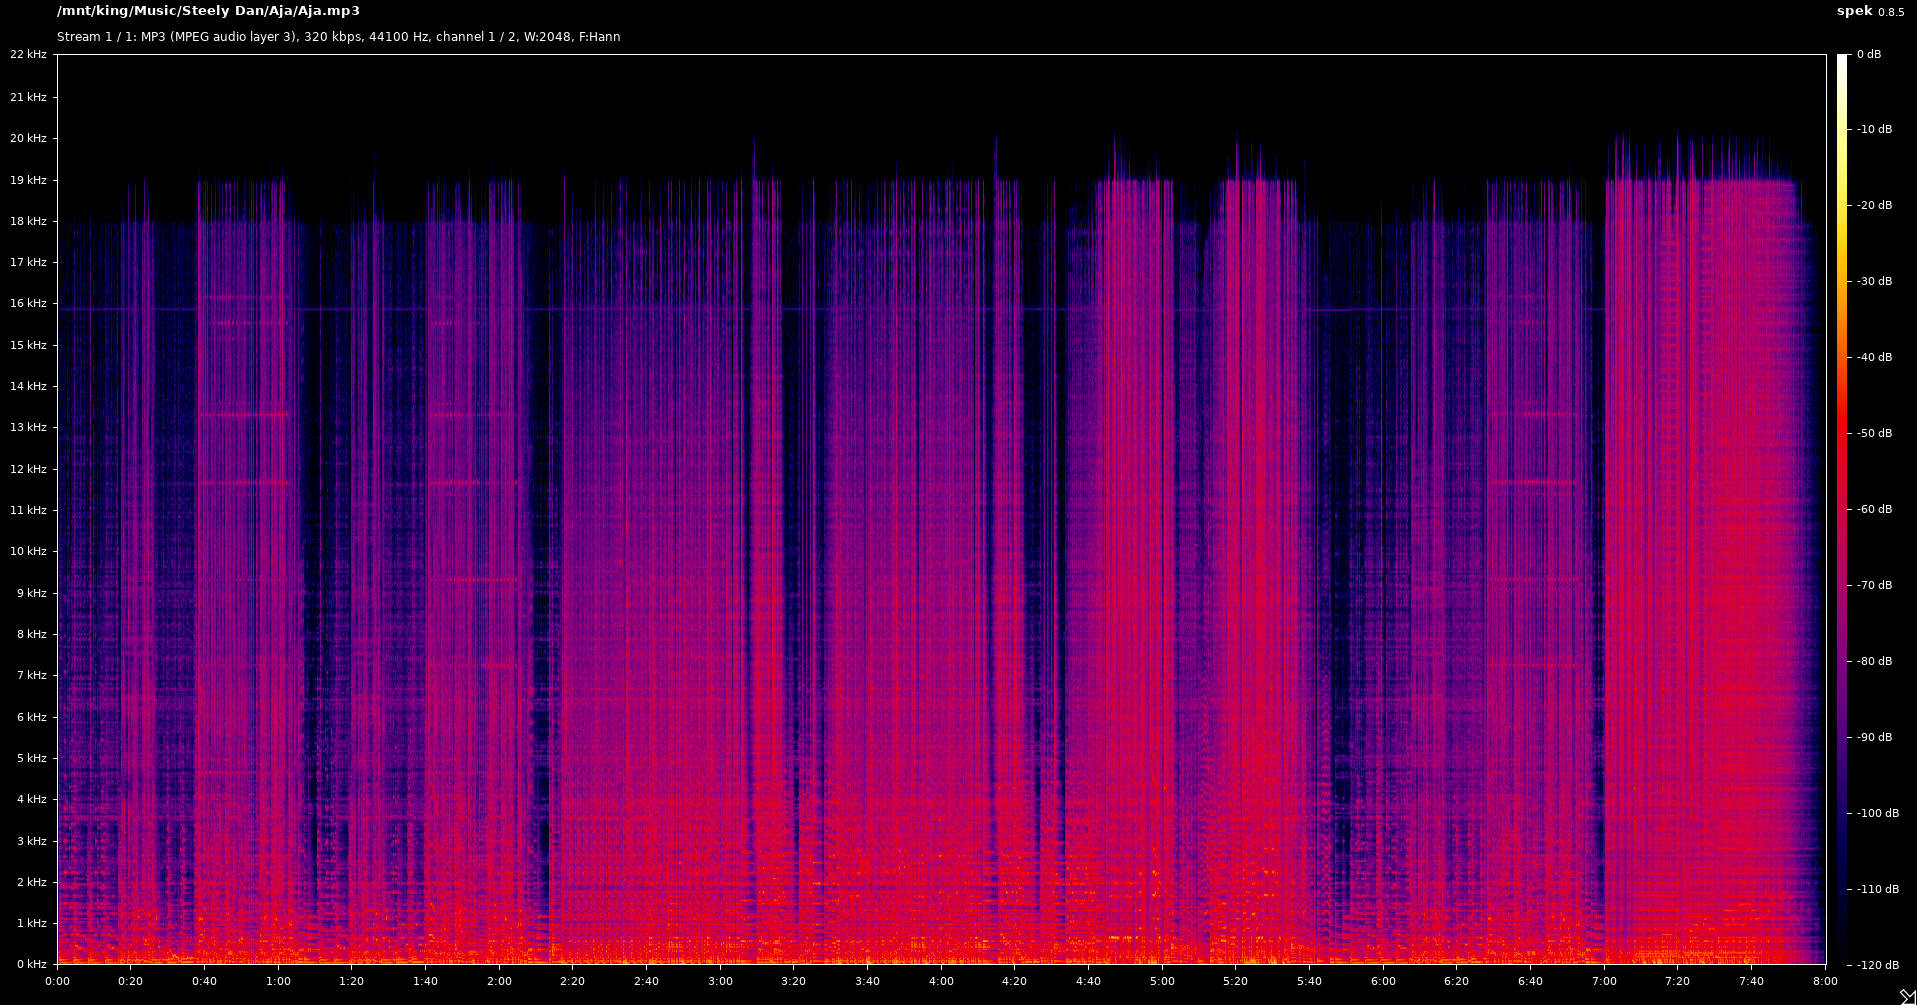 /mnt/king/Music/Steely Dan/Aja/Aja.mp3
spek 0.8.5
Stream 1 / 1: MP3 (MPEG audio layer 3), 320 kbps, 44100 Hz, channel 1 / 2, W:2048, F:Hann
22 kHz
21 kHz
20 kHz
19 kHz
18 kHz
17 kHz
16 kHz
15 kHz
14 kHz
13 kHz
12 kHz
11 kHz
10 kHz
9 kHz
8 kHz
7 kHz
6 kHz
5 kHz
4 kHz
3 kHz
2 kHz
1 kHz
0 kHz
0 dB
-10 dB
-20 dB
-30 dB
-40 dB
-50 dB
-60 dB
-70 dB
-80 dB
-90 dB
-100 dB
-110 dB
-120 dB
0:00 0:20 0:40 1:00 1:20 1:40 2:00 2:20 2:40 3:00 3:20 3:40 4:00 4:20 4:40 5:00 5:20 5:40 6:00 6:20 6:40 7:00 7:20 7:40 8:00